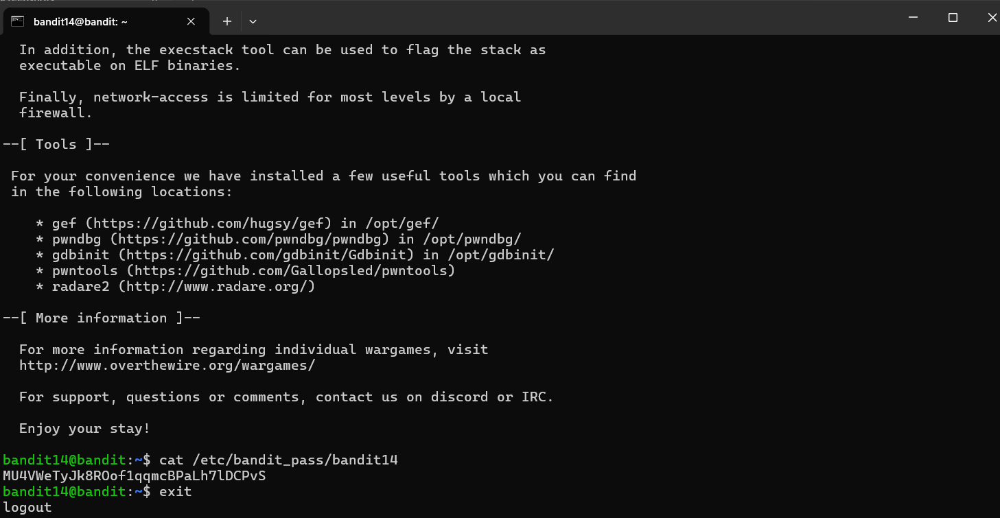 bandit14@bandit: ~
In addition, the execstack tool can be used to flag the stack as
executable on ELF binaries.
Finally, network-access is limited for most levels by a local
firewall.
--[ Tools ]--
For your convenience we have installed a few useful tools which you can find
in the following locations:
* gef (https://github.com/hugsy/gef) in /opt/gef/
* pwndbg (https://github.com/pwndbg/pwndbg) in /opt/pwndbg/
* gdbinit (https://github.com/gdbinit/Gdbinit) in /opt/gdbinit/
* pwntools (https://github.com/Gallopsled/pwntools)
* radare2 (http://www.radare.org/)
--[ More information ]--
For more information regarding individual wargames, visit
http://www.overthewire.org/wargames/
For support, questions or comments, contact us on discord or IRC.
Enjoy your stay!
bandit14@bandit:~$ cat /etc/bandit_pass/bandit14
MU4VWeTyJk8ROof1qqmcBPaLh7lDCPvS
bandit14@bandit:~$ exit
logout